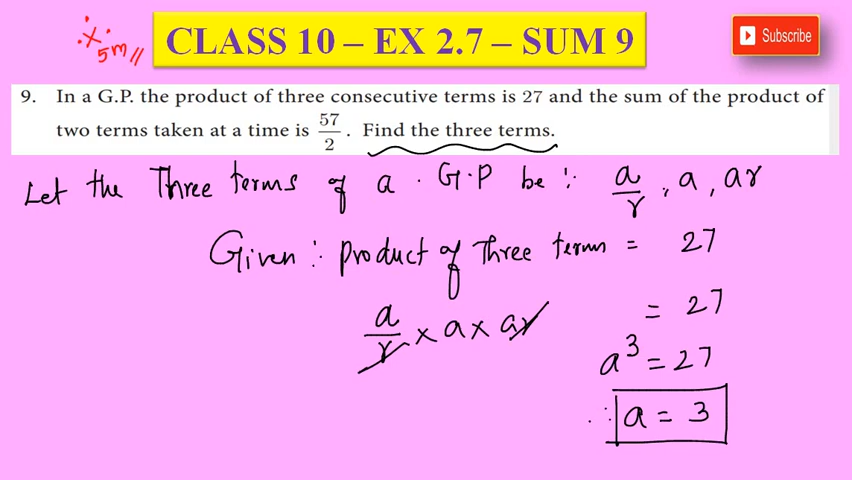 CLASS 10 – EX 2.7 – SUM 9
Subscribe
5m
9. In a G.P. the product of three consecutive terms is 27 and the sum of the product of
two terms taken at a time is 57/2 . Find the three terms.
Let the Three terms of a G.P be : a/r , a , ar
Given : product of Three terms = 27
a/r × a × ar = 27
a³ = 27
∴ a = 3